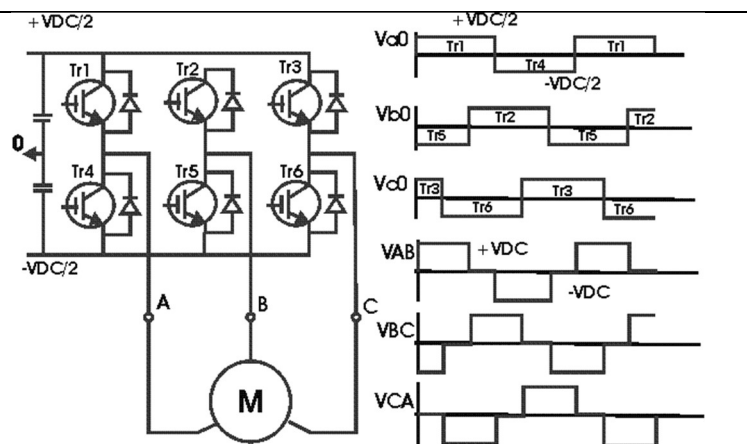 +VDC/2
Tr1
Tr2
Tr3
0
Tr4
Tr5
Tr6
-VDC/2
A
B
C
M
+VDC/2
Va0
Tr1
Tr1
Tr4
-VDC/2
Vb0
Tr2
Tr2
Tr5
Tr5
Vc0
Tr3
Tr3
Tr6
Tr6
VAB
+VDC
-VDC
VBC
VCA